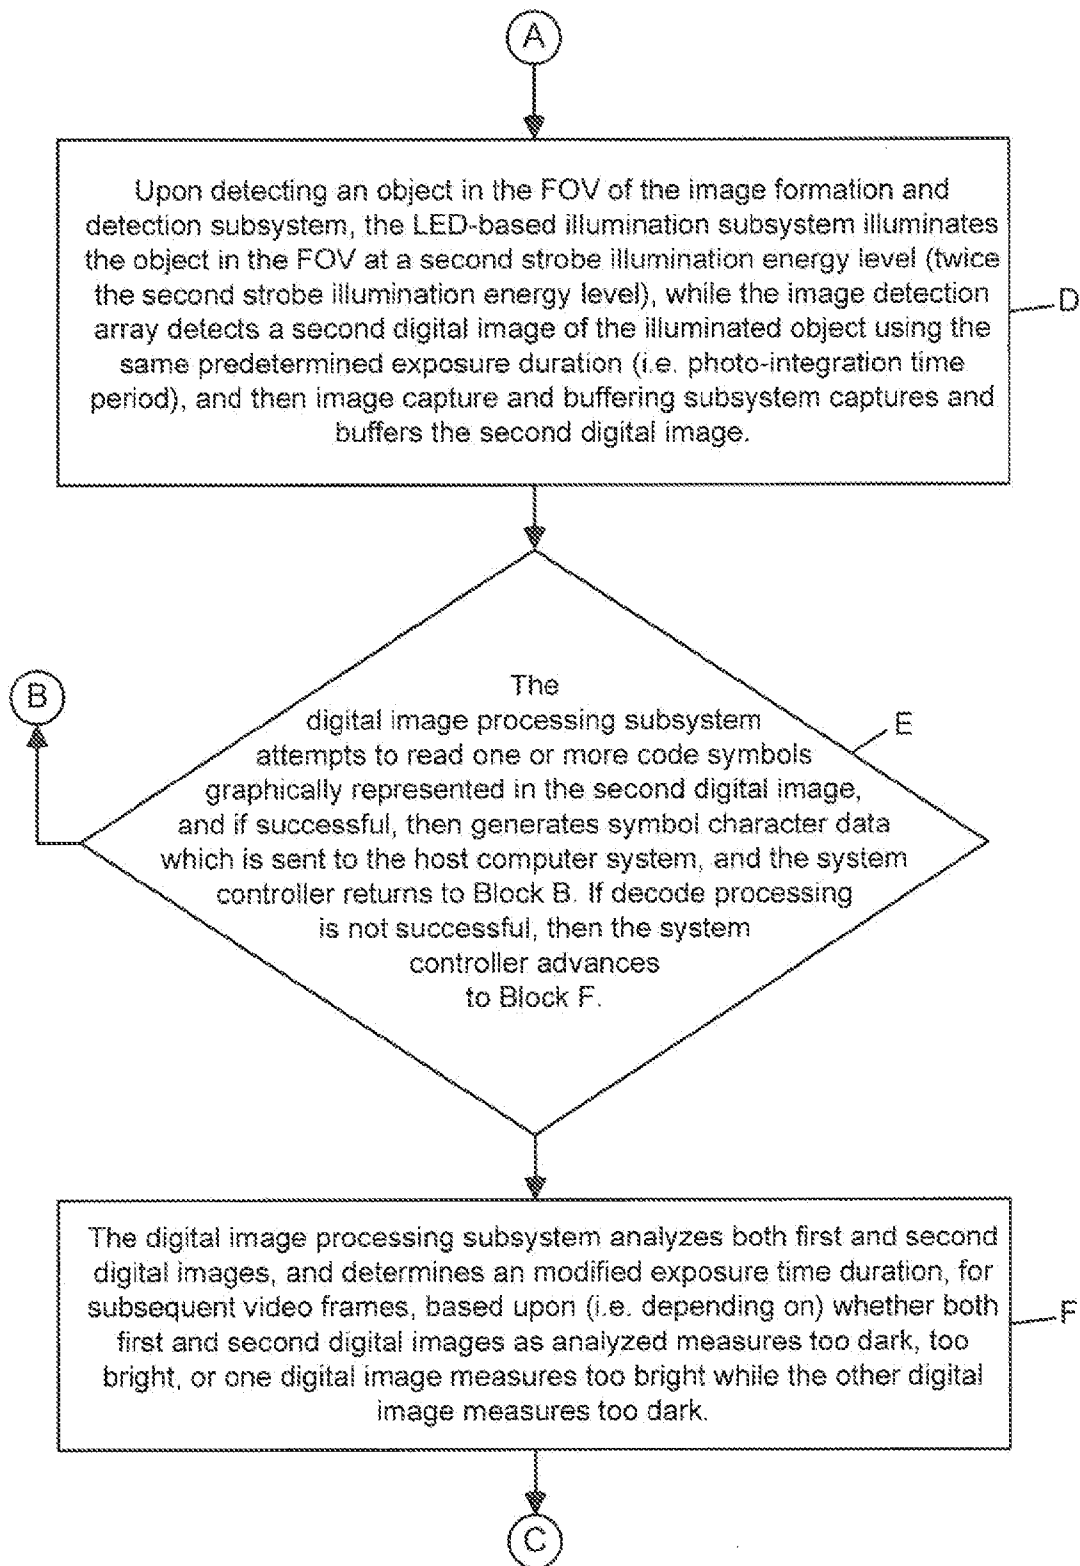 A
Upon detecting an object in the FOV of the image formation and
detection subsystem, the LED-based illumination subsystem illuminates
the object in the FOV at a second strobe illumination energy level (twice
the second strobe illumination energy level), while the image detection
array detects a second digital image of the illuminated object using the
same predetermined exposure duration (i.e. photo-integration time
period), and then image capture and buffering subsystem captures and
buffers the second digital image.
D
B
The
digital image processing subsystem
attempts to read one or more code symbols
graphically represented in the second digital image,
and if successful, then generates symbol character data
which is sent to the host computer system, and the system
controller returns to Block B. If decode processing
is not successful, then the system
controller advances
to Block F.
E
The digital image processing subsystem analyzes both first and second
digital images, and determines an modified exposure time duration, for
subsequent video frames, based upon (i.e. depending on) whether both
first and second digital images as analyzed measures too dark, too
bright, or one digital image measures too bright while the other digital
image measures too dark.
F
C